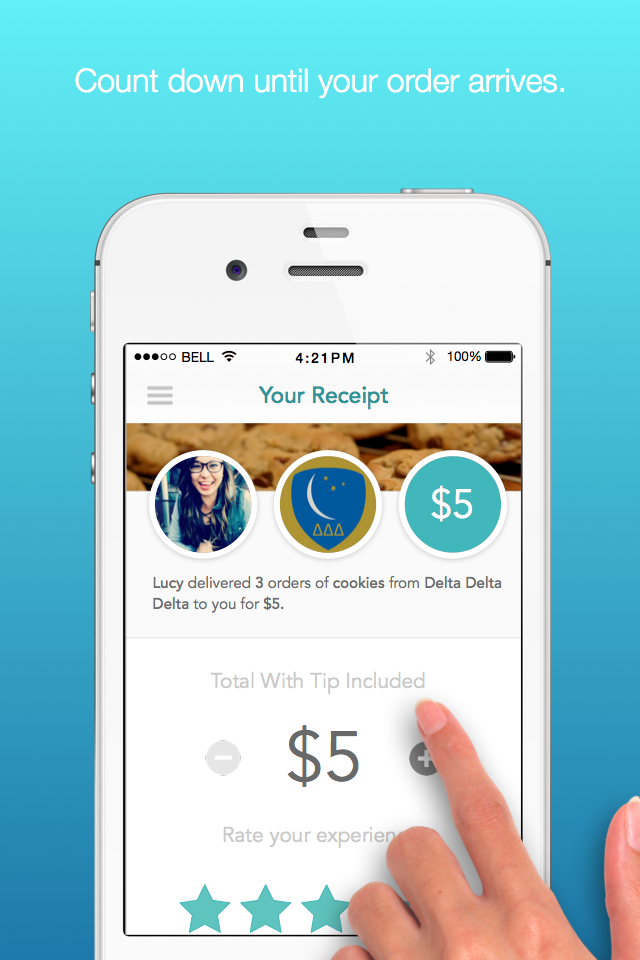 Count down until your order arrives.
BELL 4:21PM 100%
Your Receipt
ΔΔΔ
$5
Lucy delivered 3 orders of cookies from Delta Delta
Delta to you for $5.
Total With Tip Included
$5
Rate your experien